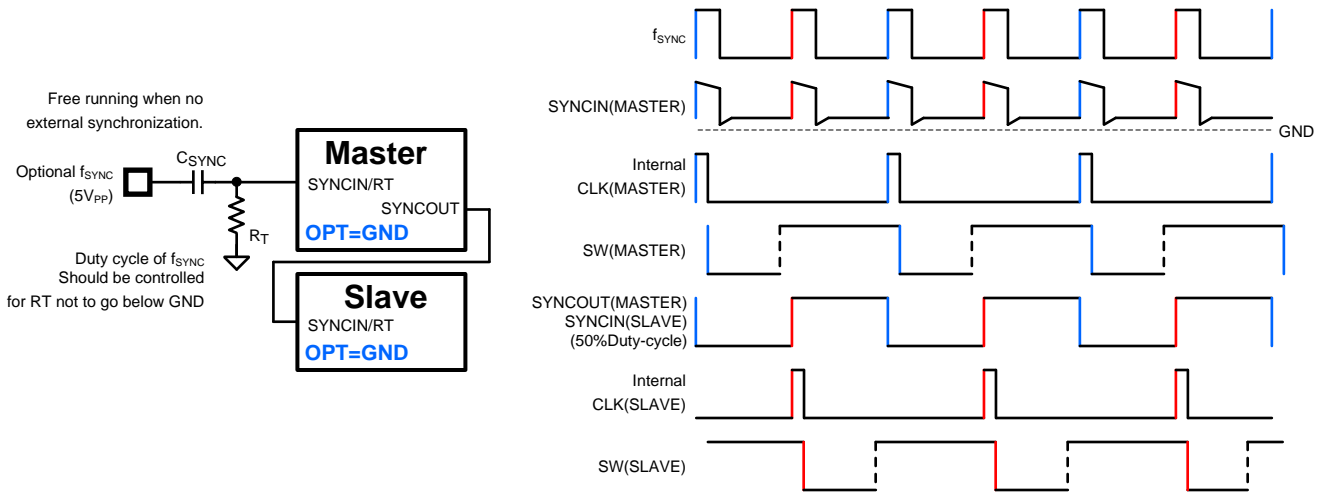 Free running when no
external synchronization.
Optional fSYNC
(5VPP)
CSYNC
RT
Duty cycle of fSYNC
Should be controlled
for RT not to go below GND
Master
SYNCIN/RT
SYNCOUT
OPT=GND
Slave
SYNCIN/RT
OPT=GND
fSYNC
SYNCIN(MASTER)
GND
Internal
CLK(MASTER)
SW(MASTER)
SYNCOUT(MASTER)
SYNCIN(SLAVE)
(50%Duty-cycle)
Internal
CLK(SLAVE)
SW(SLAVE)